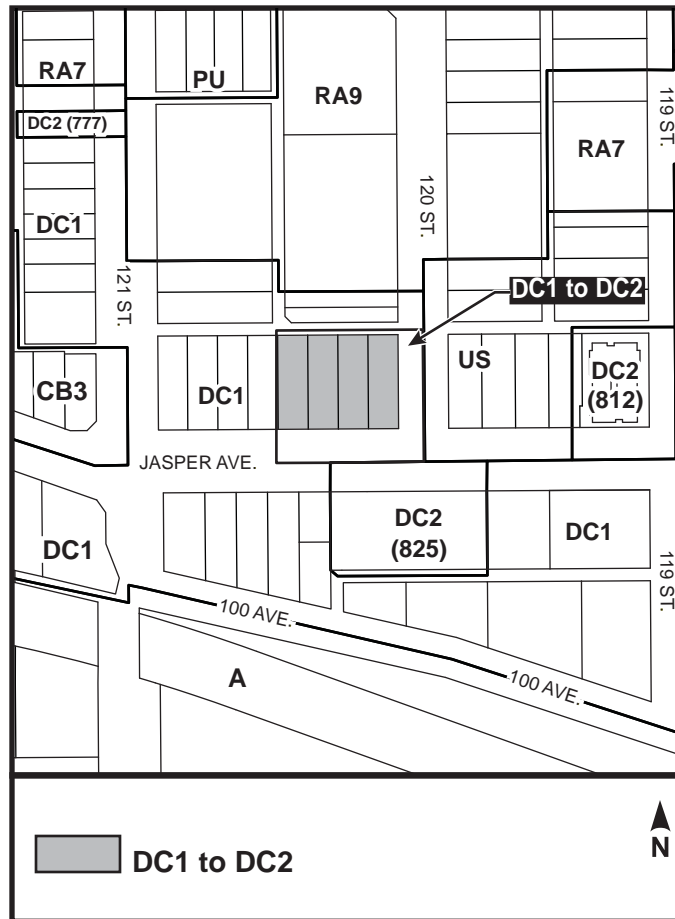 RA7
PU
RA9
119 ST.
DC2 (777)
RA7
120 ST.
DC1
121 ST.
DC1 to DC2
CB3
DC1
US
DC2
(812)
JASPER AVE.
DC1
DC2
(825)
DC1
119 ST.
100 AVE.
A
100 AVE.
DC1 to DC2
N